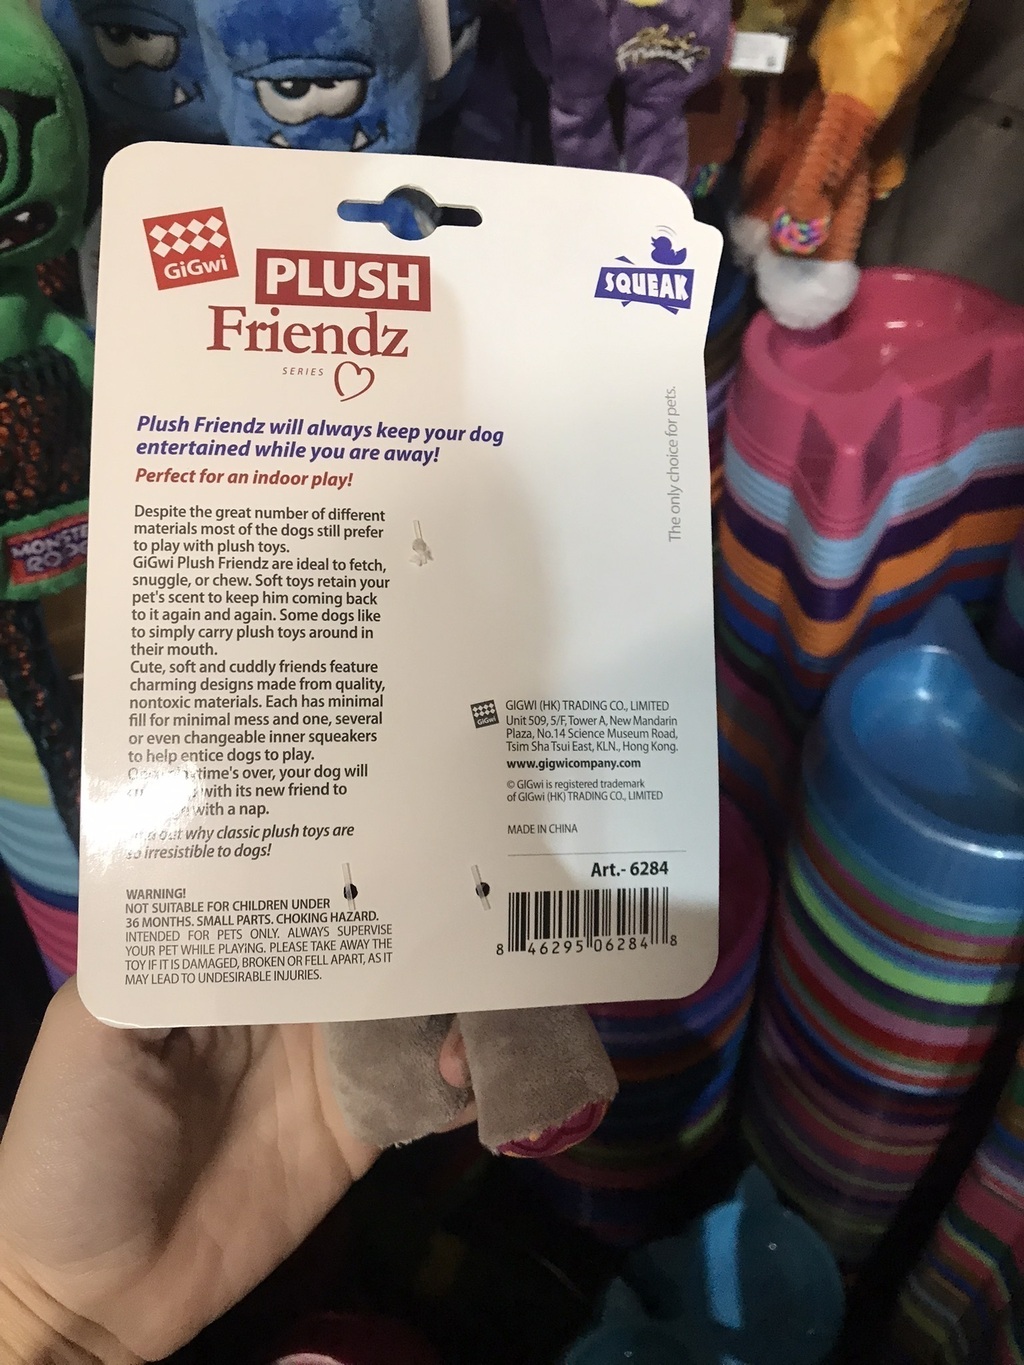 GiGwi
PLUSH
Friendz
SERIES
SQUEAK
Plush Friendz will always keep your dog
entertained while you are away!
Perfect for an indoor play!
The only choice for pets.
Despite the great number of different
materials most of the dogs still prefer
to play with plush toys.
GiGwi Plush Friendz are ideal to fetch,
snuggle, or chew. Soft toys retain your
pet's scent to keep him coming back
to it again and again. Some dogs like
to simply carry plush toys around in
their mouth.
Cute, soft and cuddly friends feature
charming designs made from quality,
nontoxic materials. Each has minimal
fill for minimal mess and one, several
or even changeable inner squeakers
to help entice dogs to play.
time's over, your dog will
with its new friend to
with a nap.
out why classic plush toys are
so irresistible to dogs!
WARNING!
NOT SUITABLE FOR CHILDREN UNDER
36 MONTHS. SMALL PARTS. CHOKING HAZARD.
INTENDED FOR PETS ONLY. ALWAYS SUPERVISE
YOUR PET WHILE PLAYING. PLEASE TAKE AWAY THE
TOY IF IT IS DAMAGED, BROKEN OR FELL APART, AS IT
MAY LEAD TO UNDESIRABLE INJURIES.
GiGwi
GIGWI (HK) TRADING CO., LIMITED
Unit 509, 5/F, Tower A, New Mandarin
Plaza, No.14 Science Museum Road,
Tsim Sha Tsui East, KLN., Hong Kong.
www.gigwicompany.com
© GIGwi is registered trademark
of GIGwi (HK) TRADING CO., LIMITED
MADE IN CHINA
Art.- 6284
8 46295 06284 8